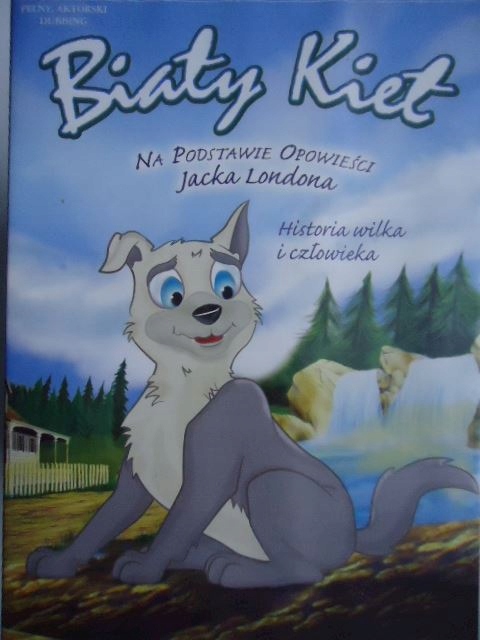 PEŁNY, AKTORSKI
DUBBING
Biały Kieł
NA PODSTAWIE OPOWIEŚCI
JACKA LONDONA
Historia wilka
i człowieka